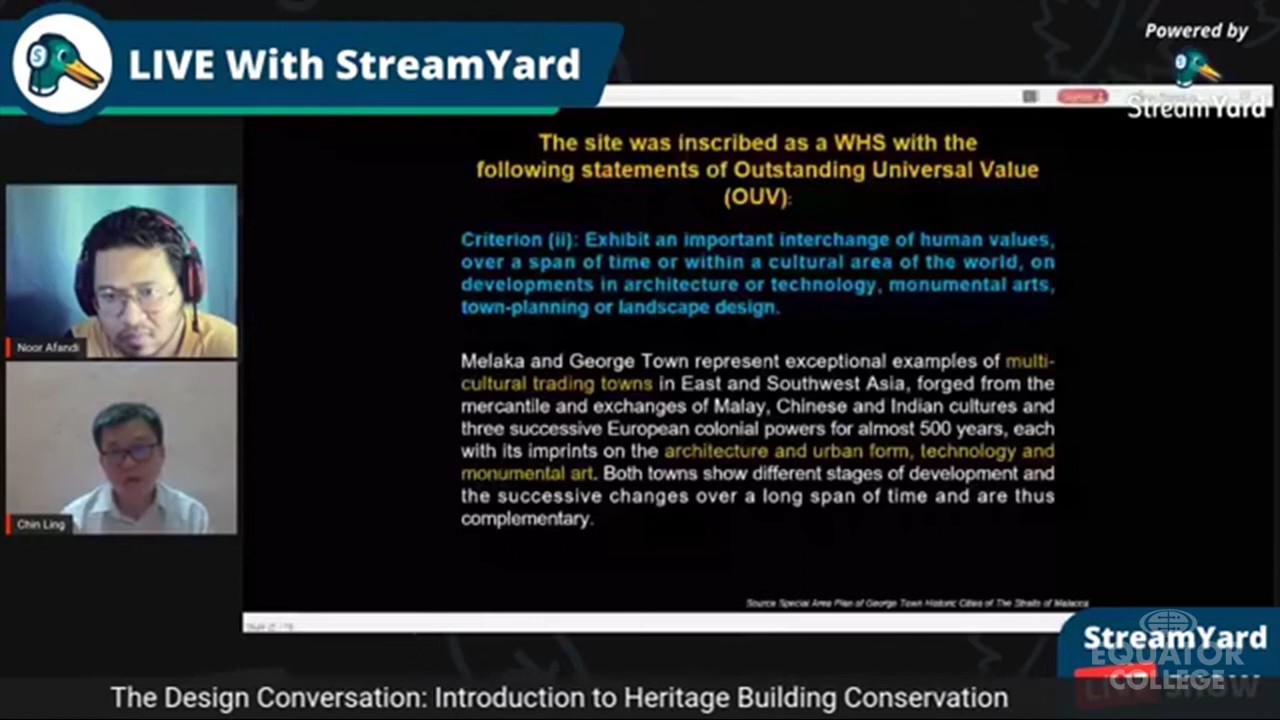 LIVE With StreamYard
Powered by
StreamYard
The site was inscribed as a WHS with the
following statements of Outstanding Universal Value
(OUV):
Criterion (ii): Exhibit an important interchange of human values,
over a span of time or within a cultural area of the world, on
developments in architecture or technology, monumental arts,
town-planning or landscape design.
Melaka and George Town represent exceptional examples of multi-
cultural trading towns in East and Southwest Asia, forged from the
mercantile and exchanges of Malay, Chinese and Indian cultures and
three successive European colonial powers for almost 500 years, each
with its imprints on the architecture and urban form, technology and
monumental art. Both towns show different stages of development and
the successive changes over a long span of time and are thus
complementary.
Source Special Area Plan of George Town Historic Cities of The Straits of Malacca
Noor Afandi
Chin Ling
StreamYard
EQUATOR
COLLEGE
The Design Conversation: Introduction to Heritage Building Conservation